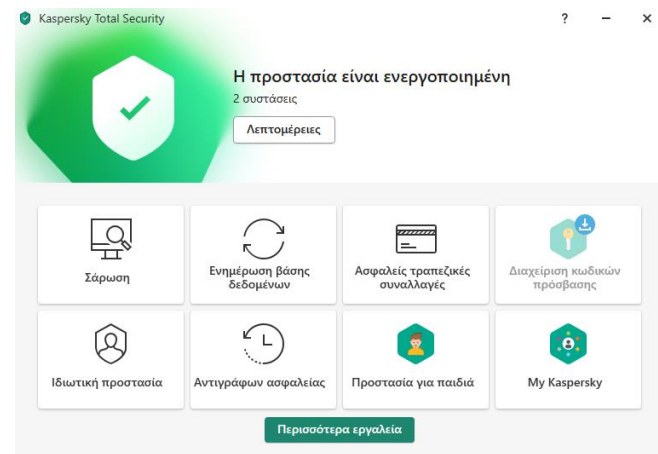 Kaspersky Total Security
?
Η προστασία είναι ενεργοποιημένη
2 συστάσεις
Λεπτομέρειες
Σάρωση
Ενημέρωση βάσης
δεδομένων
Ασφαλείς τραπεζικές
συναλλαγές
Διαχείριση κωδικών
πρόσβασης
Ιδιωτική προστασία
Αντιγράφων ασφαλείας
Προστασία για παιδιά
My Kaspersky
Περισσότερα εργαλεία